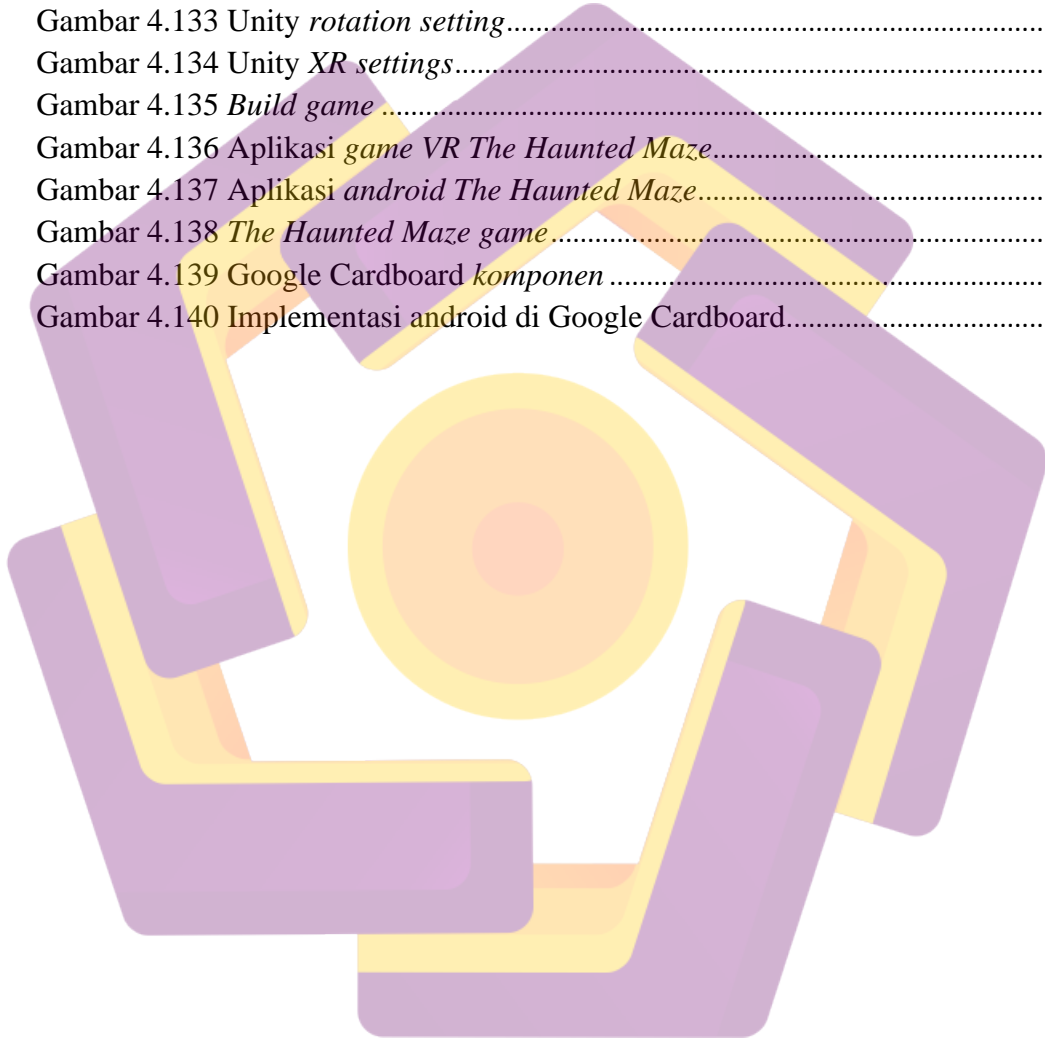 Gambar 4.133 Unity rotation setting..........................................................................
Gambar 4.134 Unity XR settings................................................................................
Gambar 4.135 Build game .........................................................................................
Gambar 4.136 Aplikasi game VR The Haunted Maze.............................................
Gambar 4.137 Aplikasi android The Haunted Maze...............................................
Gambar 4.138 The Haunted Maze game...................................................................
Gambar 4.139 Google Cardboard komponen ...........................................................
Gambar 4.140 Implementasi android di Google Cardboard...................................